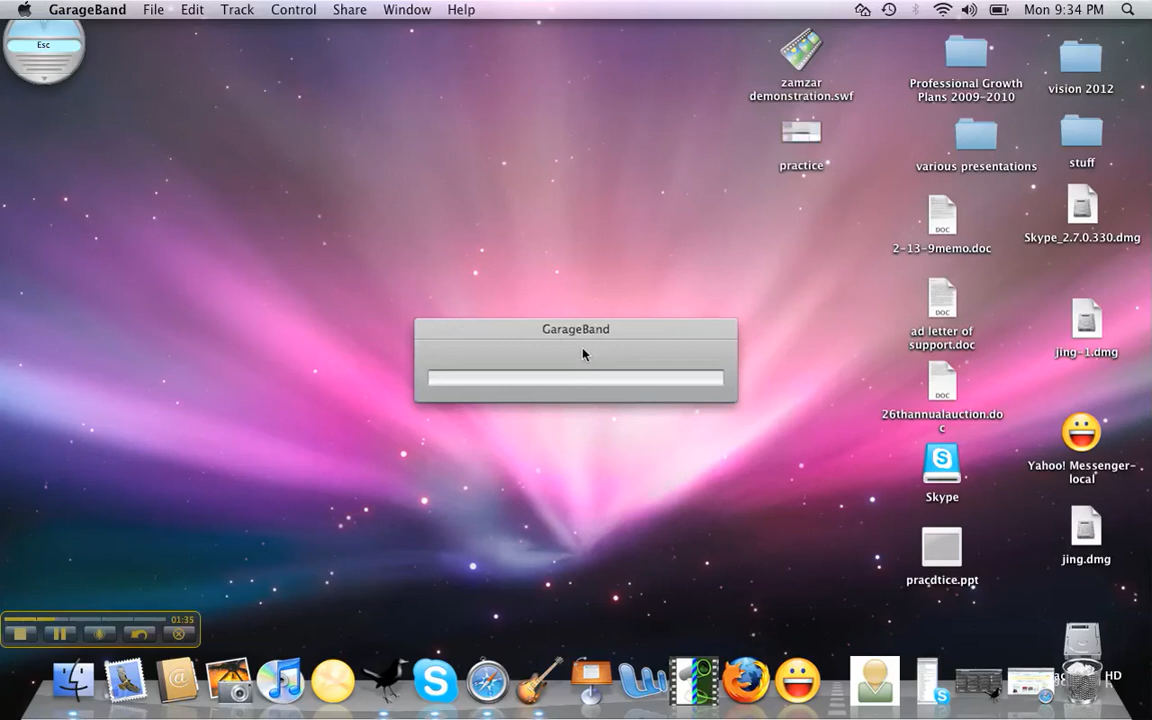 GarageBand File Edit Track Control Share Window Help Mon 9:34 PM
Esc
zamzar
demonstration.swf
Professional Growth
Plans 2009-2010
vision 2012
practice
various presentations
stuff
2-13-9memo.doc
Skype_2.7.0.330.dmg
GarageBand
ad letter of
support.doc
jing-1.dmg
26thannualauction.do
c
Yahoo! Messenger-
local
Skype
jing.dmg
pracdtice.ppt
01:35
HD